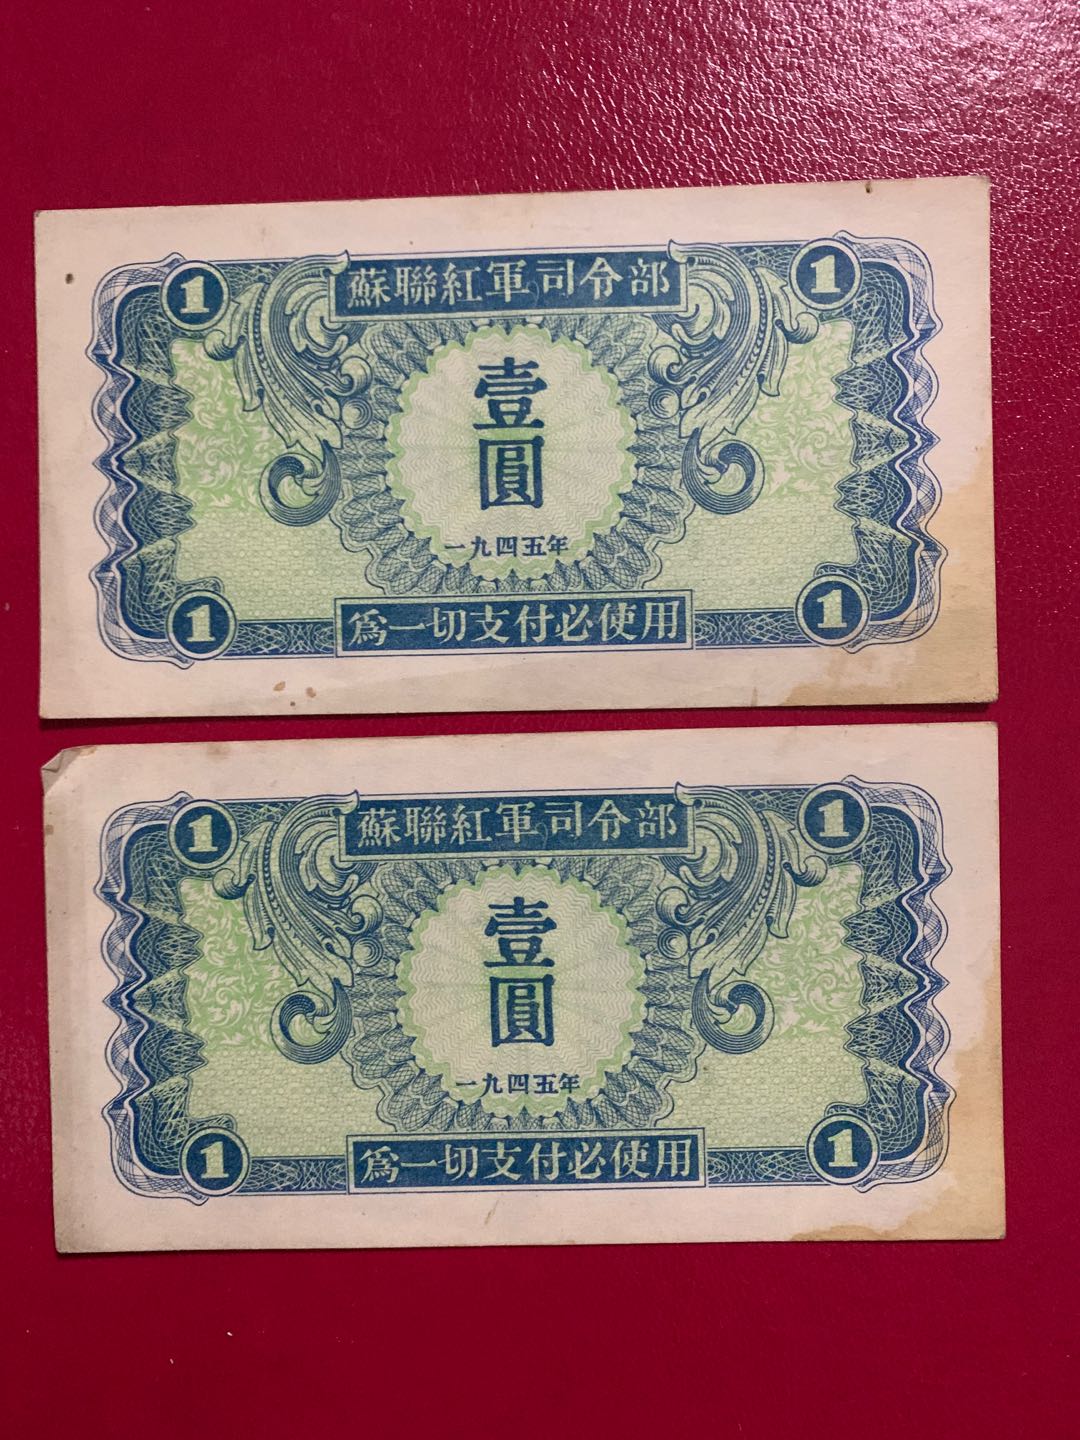 1 蘇聯紅軍司令部 1
壹
圓
一九四五年
1 為一切支付必使用 1
1 蘇聯紅軍司令部 1
壹
圓
一九四五年
1 為一切支付必使用 1